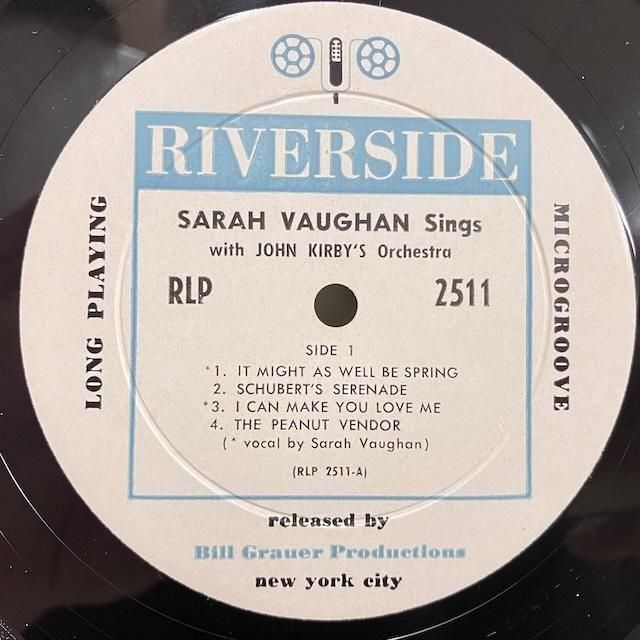 RIVERSIDE
SARAH VAUGHAN Sings
with JOHN KIRBY'S Orchestra
RLP 2511
LONG PLAYING
MICROGROOVE
SIDE 1
*1. IT MIGHT AS WELL BE SPRING
2. SCHUBERT'S SERENADE
*3. I CAN MAKE YOU LOVE ME
4. THE PEANUT VENDOR
(* vocal by Sarah Vaughan)
(RLP 2511-A)
released by
Bill Grauer Productions
new york city